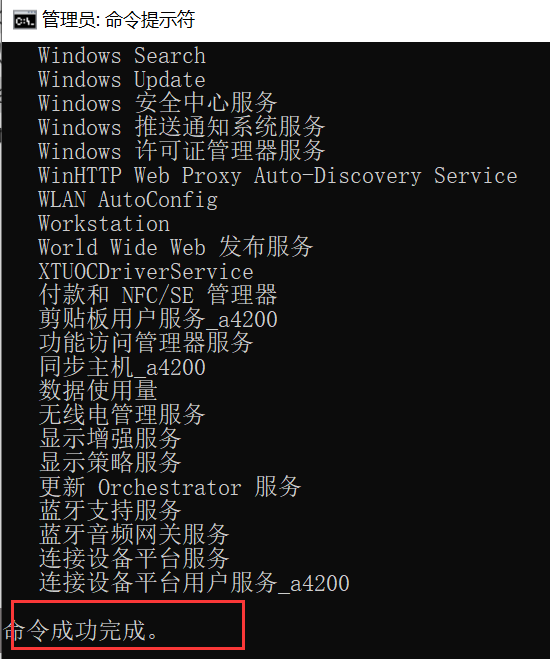 管理员: 命令提示符
Windows Search
Windows Update
Windows 安全中心服务
Windows 推送通知系统服务
Windows 许可证管理器服务
WinHTTP Web Proxy Auto-Discovery Service
WLAN AutoConfig
Workstation
World Wide Web 发布服务
XTUOCDriverService
付款和 NFC/SE 管理器
剪贴板用户服务_a4200
功能访问管理器服务
同步主机_a4200
数据使用量
无线电管理服务
显示增强服务
显示策略服务
更新 Orchestrator 服务
蓝牙支持服务
蓝牙音频网关服务
连接设备平台服务
连接设备平台用户服务_a4200
命令成功完成。